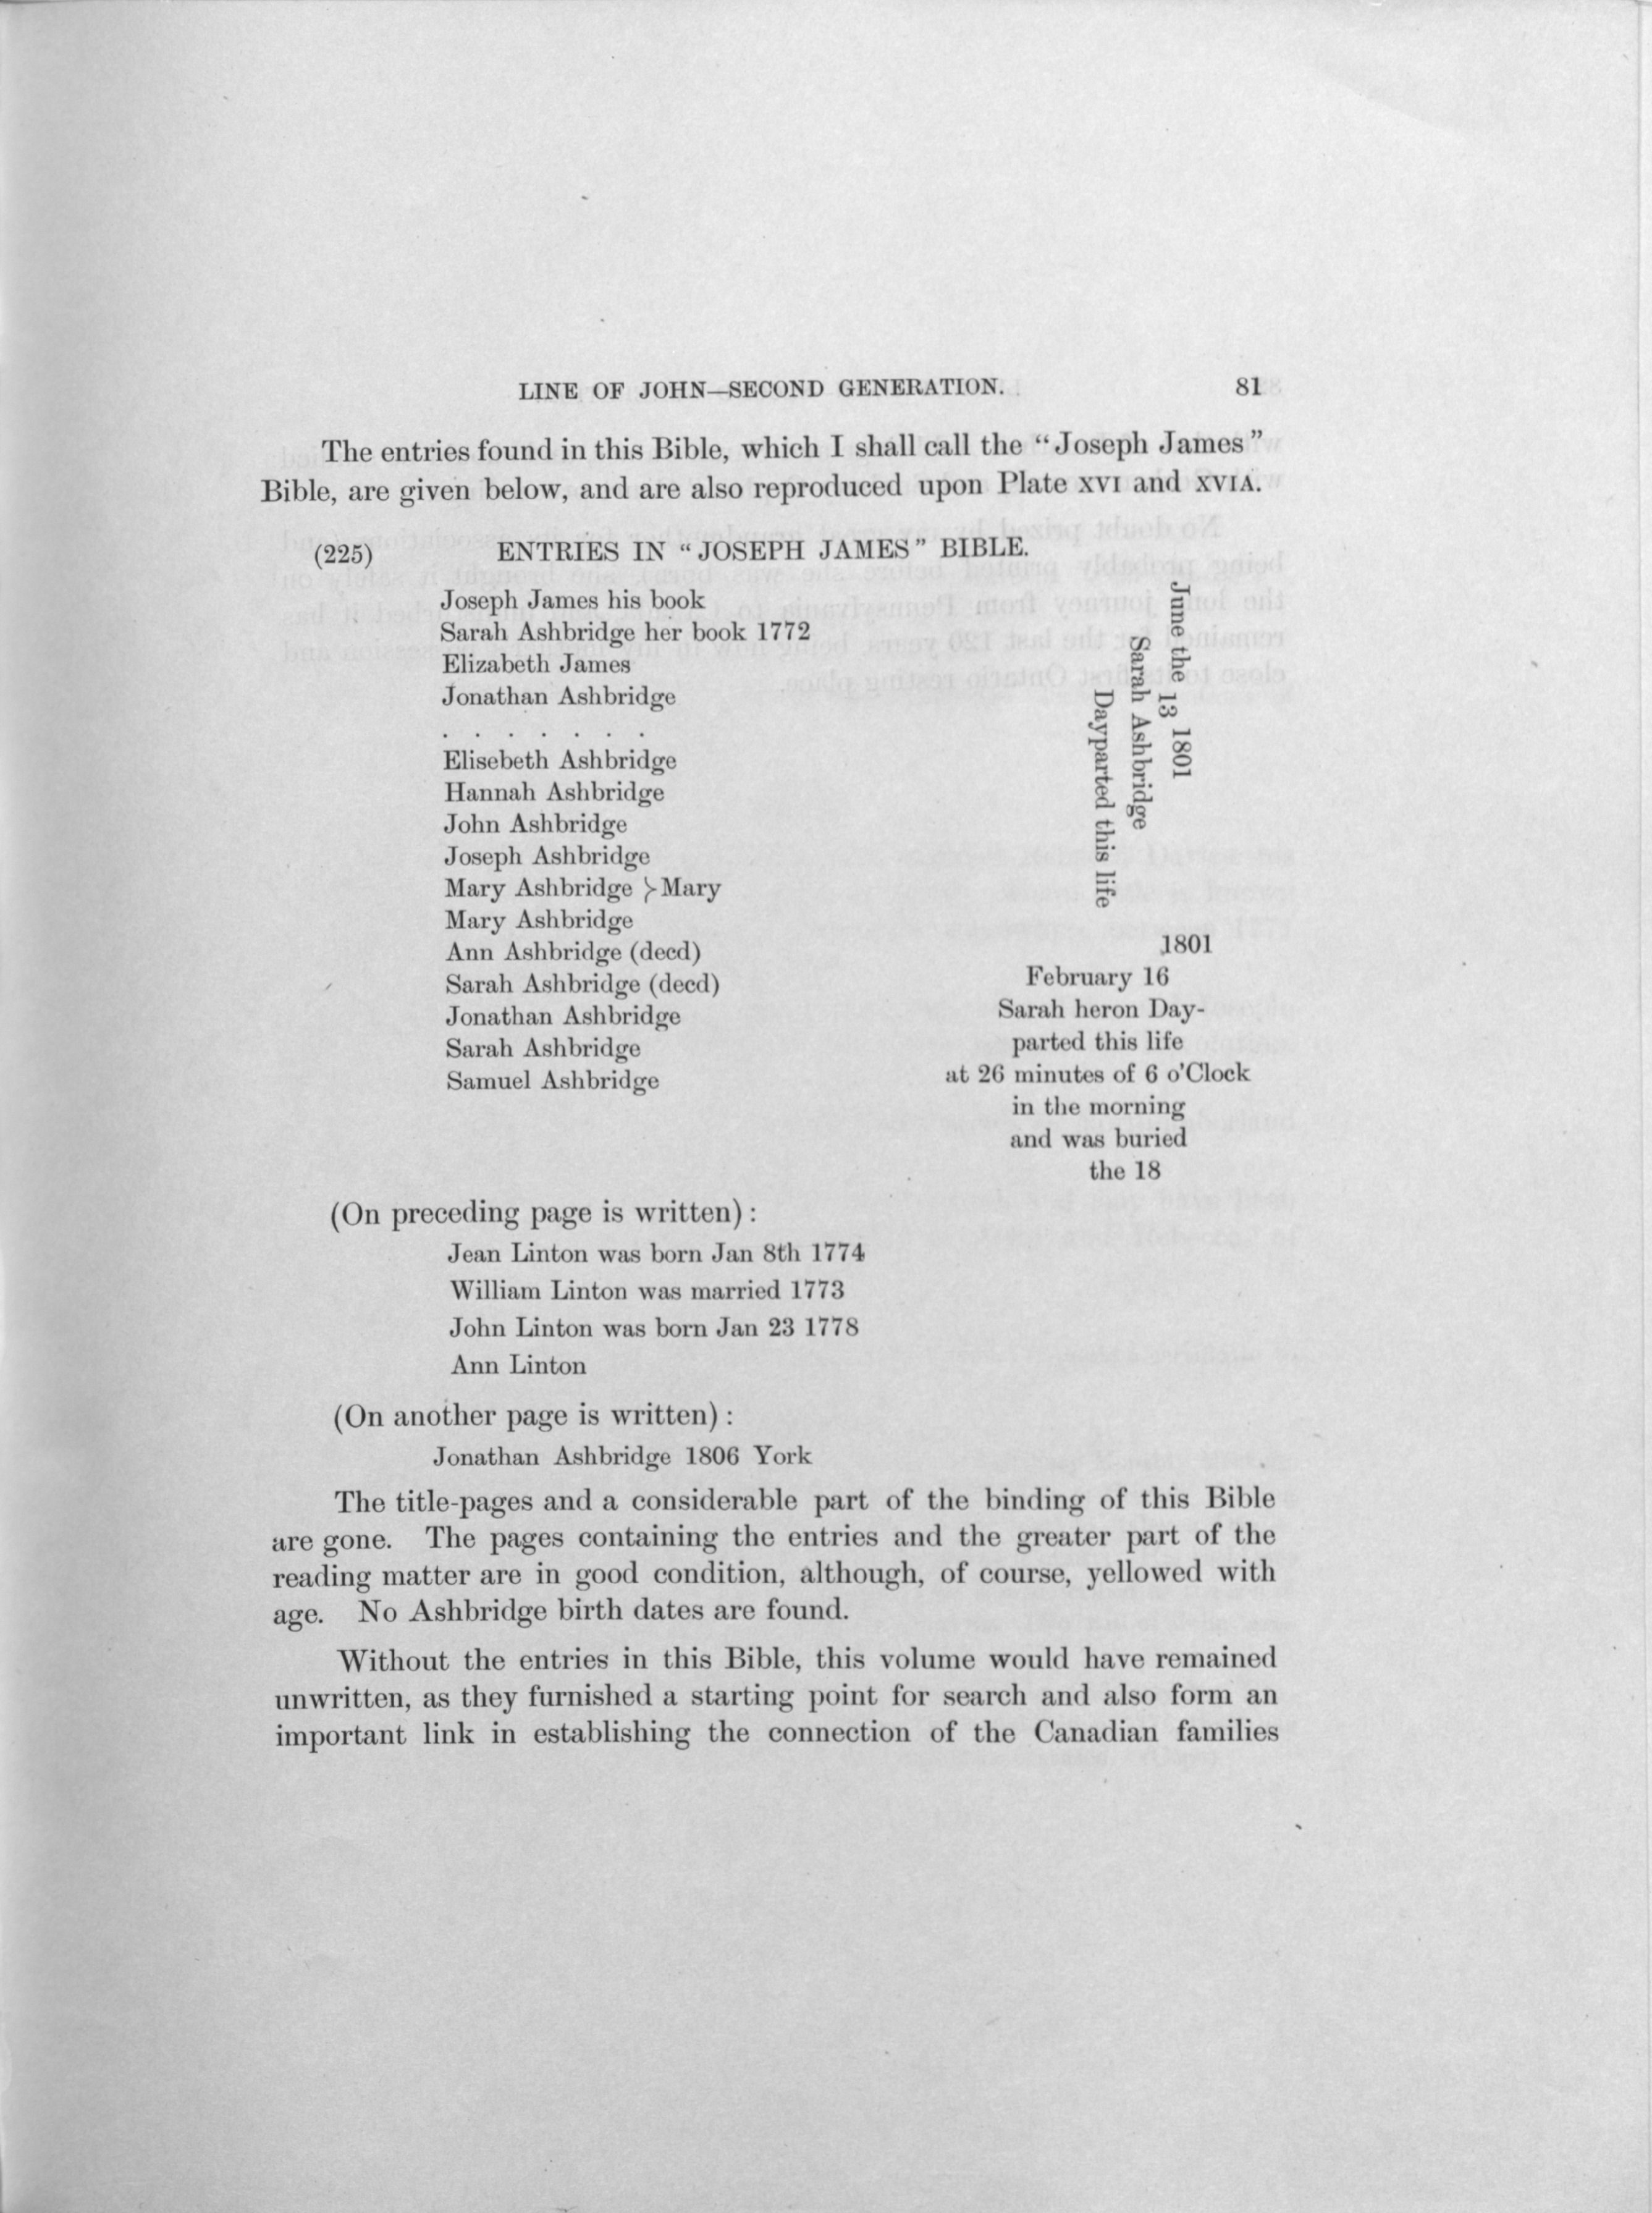 LINE OF JOHN—SECOND GENERATION. 81
The entries found in this Bible, which I shall call the “Joseph James”
Bible, are given below, and are also reproduced upon Plate XVI and XVIA.
(225) ENTRIES IN “JOSEPH JAMES” BIBLE.
Joseph James his book
Sarah Ashbridge her book 1772
Elizabeth James
Jonathan Ashbridge
. . . . . . .
Elisebeth Ashbridge
Hannah Ashbridge
John Ashbridge
Joseph Ashbridge
Mary Ashbridge }Mary
Mary Ashbridge
Ann Ashbridge (decd)
Sarah Ashbridge (decd)
Jonathan Ashbridge
Sarah Ashbridge
Samuel Ashbridge
June the 13 1801
Sarah Ashbridge
Dayparted this life
1801
February 16
Sarah heron Day-
parted this life
at 26 minutes of 6 o'Clock
in the morning
and was buried
the 18
(On preceding page is written):
Jean Linton was born Jan 8th 1774
William Linton was married 1773
John Linton was born Jan 23 1778
Ann Linton
(On another page is written):
Jonathan Ashbridge 1806 York
The title-pages and a considerable part of the binding of this Bible
are gone. The pages containing the entries and the greater part of the
reading matter are in good condition, although, of course, yellowed with
age. No Ashbridge birth dates are found.
Without the entries in this Bible, this volume would have remained
unwritten, as they furnished a starting point for search and also form an
important link in establishing the connection of the Canadian families